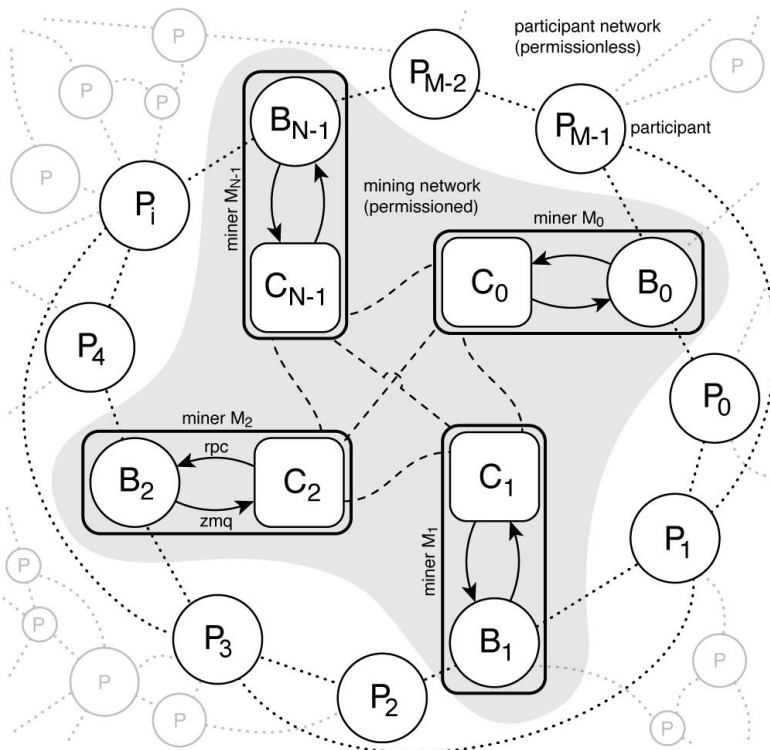 P
participant network
(permissionless)
P
P
P
P
P_M-2
P_M-1
participant
B_N-1
miner M_N-1
mining network
(permissioned)
C_N-1
P_i
miner M_0
C_0
B_0
P_4
P_0
miner M_2
rpc
B_2
C_2
zmq
C_1
miner M_1
P_1
B_1
P
P
P_3
P
P
P_2
P
P